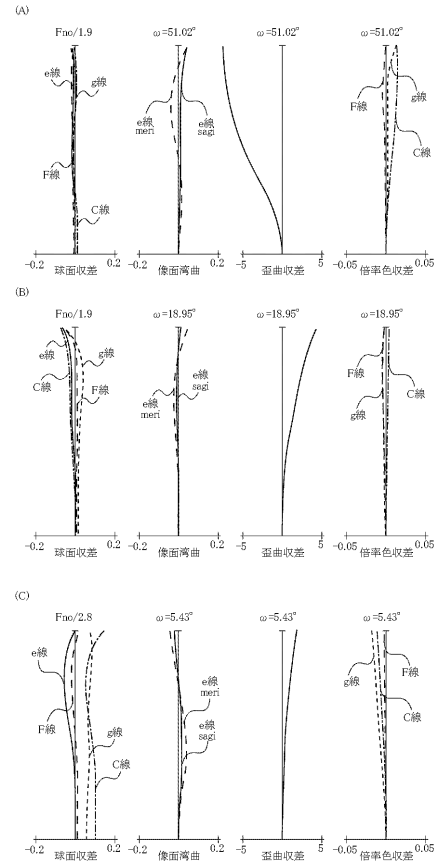 (A)
Fno/1.9 ω=51.02° ω=51.02° ω=51.02°
e線 g線 e線 meri e線 sagi g線
F線 F線
C線 C線
-0.2 球面収差 0.2 -0.2 像面湾曲 0.2 -5 歪曲収差 5 -0.05 倍率色収差 0.05
(B)
Fno/1.9 ω=18.95° ω=18.95° ω=18.95°
e線 g線 e線 sagi F線
C線 F線 e線 meri g線 C線
-0.2 球面収差 0.2 -0.2 像面湾曲 0.2 -5 歪曲収差 5 -0.05 倍率色収差 0.05
(C)
Fno/2.8 ω=5.43° ω=5.43° ω=5.43°
e線 e線 meri g線 F線
F線 g線 e線 sagi C線
C線
-0.2 球面収差 0.2 -0.2 像面湾曲 0.2 -5 歪曲収差 5 -0.05 倍率色収差 0.05